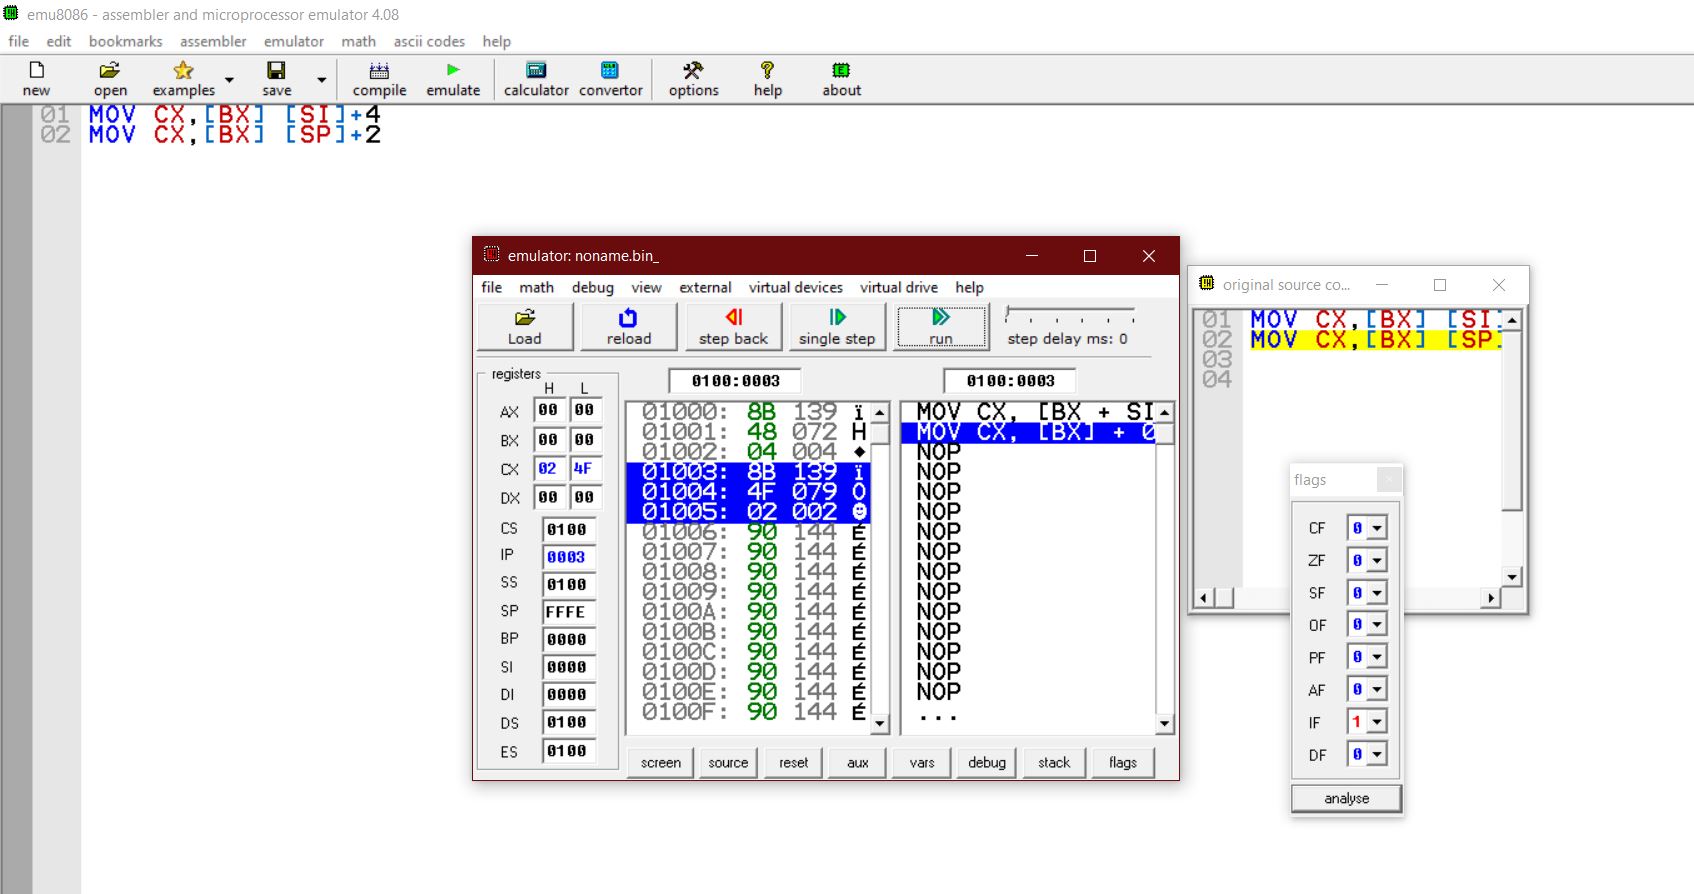 emu8086 - assembler and microprocessor emulator 4.08
file edit bookmarks assembler emulator math ascii codes help
new open examples save compile emulate calculator convertor options help about
01 MOV CX,[BX] [SI]+4
02 MOV CX,[BX] [SP]+2
emulator: noname.bin_
file math debug view external virtual devices virtual drive help
Load reload step back single step run step delay ms: 0
registers
H L
AX 00 00
BX 00 00
CX 02 4F
DX 00 00
CS 0100
IP 0003
SS 0100
SP FFFE
BP 0000
SI 0000
DI 0000
DS 0100
ES 0100
0100:0003
01000: 8B 139 ï
01001: 48 072 H
01002: 04 004 ♦
01003: 8B 139 ï
01004: 4F 079 O
01005: 02 002 ☻
01006: 90 144 É
01007: 90 144 É
01008: 90 144 É
01009: 90 144 É
0100A: 90 144 É
0100B: 90 144 É
0100C: 90 144 É
0100D: 90 144 É
0100E: 90 144 É
0100F: 90 144 É
0100:0003
MOV CX, [BX + SI
MOV CX, [BX] + 0
NOP
NOP
NOP
NOP
NOP
NOP
NOP
NOP
NOP
NOP
NOP
NOP
NOP
...
screen source reset aux vars debug stack flags
original source co...
01 MOV CX,[BX] [SI]
02 MOV CX,[BX] [SP]
03
04
flags
CF 0
ZF 0
SF 0
OF 0
PF 0
AF 0
IF 1
DF 0
analyse